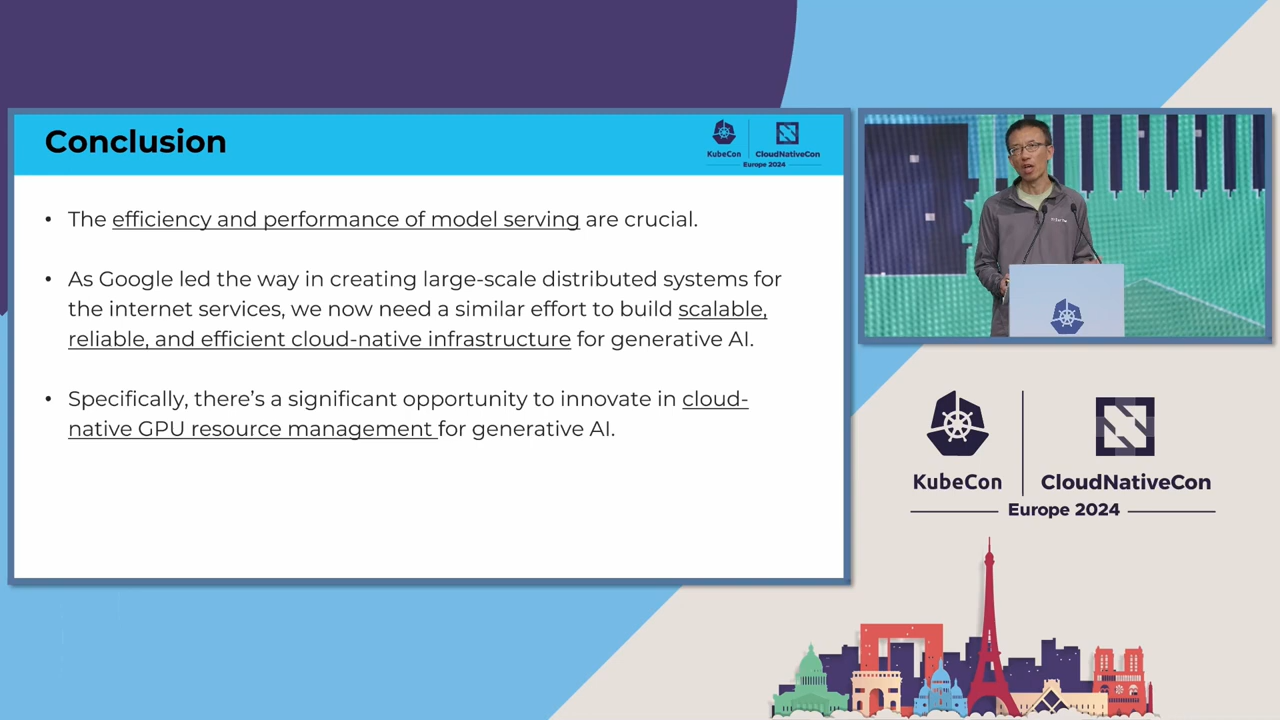 Conclusion
KubeCon
CloudNativeCon
Europe 2024
• The efficiency and performance of model serving are crucial.
• As Google led the way in creating large-scale distributed systems for
the internet services, we now need a similar effort to build scalable,
reliable, and efficient cloud-native infrastructure for generative AI.
• Specifically, there’s a significant opportunity to innovate in cloud-
native GPU resource management for generative AI.
KubeCon
CloudNativeCon
Europe 2024